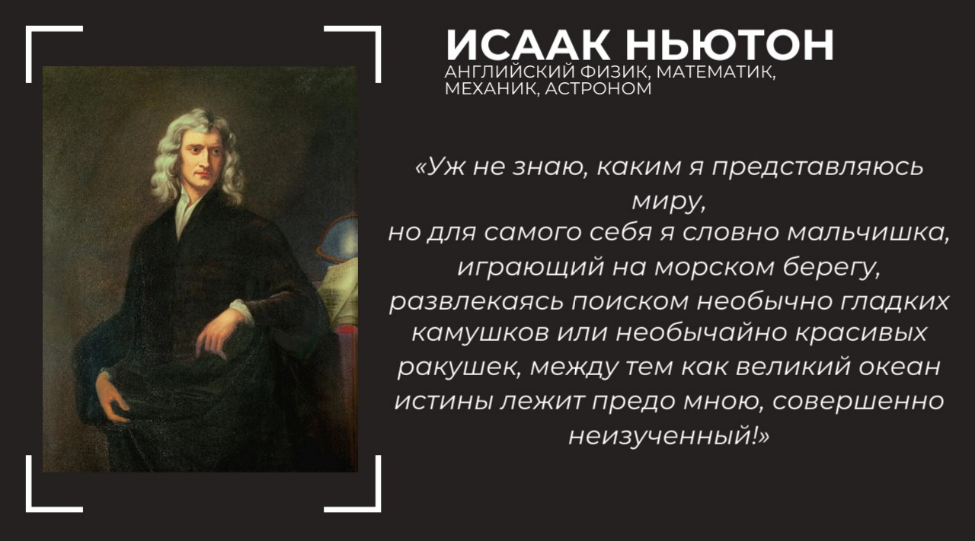 ИСААК НЬЮТОН
АНГЛИЙСКИЙ ФИЗИК, МАТЕМАТИК,
МЕХАНИК, АСТРОНОМ
«Уж не знаю, каким я представляюсь
миру,
но для самого себя я словно мальчишка,
играющий на морском берегу,
развлекаясь поиском необычно гладких
камушков или необычайно красивых
ракушек, между тем как великий океан
истины лежит предо мною, совершенно
неизученный!»